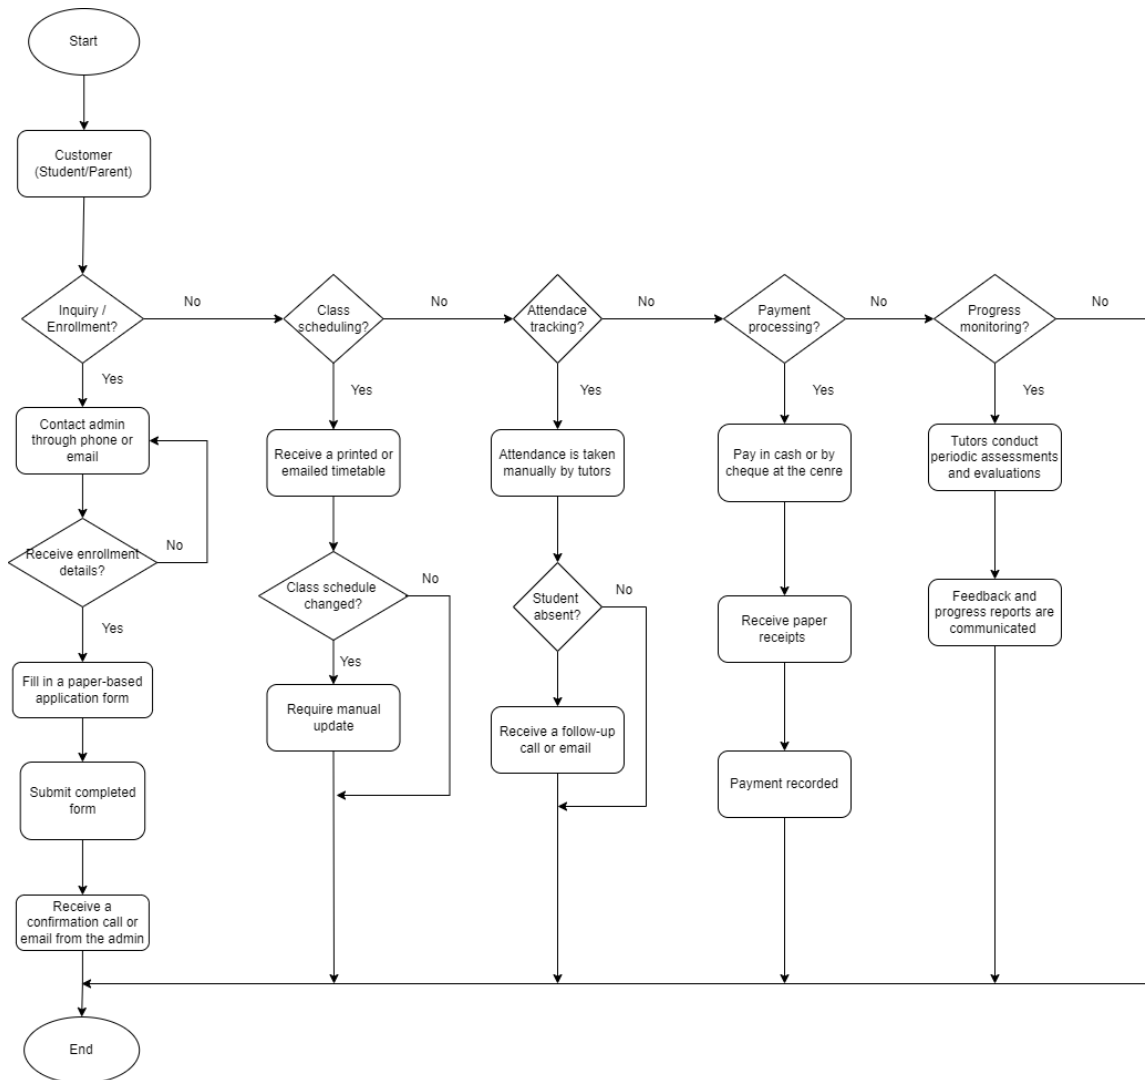 Start
Customer
(Student/Parent)
Inquiry /
Enrollment?
No
Class
scheduling?
No
Attendace
tracking?
No
Payment
processing?
No
Progress
monitoring?
No
Yes
Contact admin
through phone or
email
Receive enrollment
details?
No
Yes
Fill in a paper-based
application form
Submit completed
form
Receive a
confirmation call or
email from the admin
Yes
Receive a printed or
emailed timetable
Class schedule
changed?
No
Yes
Require manual
update
Yes
Attendance is taken
manually by tutors
Student
absent?
No
Receive a follow-up
call or email
Yes
Pay in cash or by
cheque at the cenre
Receive paper
receipts
Payment recorded
Yes
Tutors conduct
periodic assessments
and evaluations
Feedback and
progress reports are
communicated
End